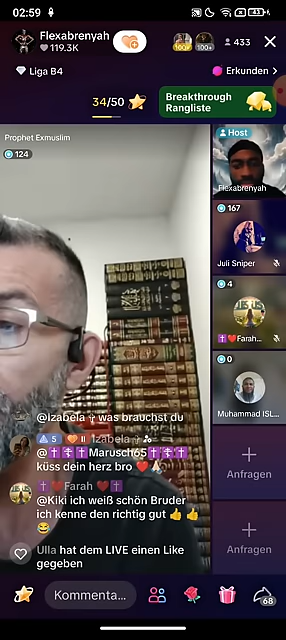 02:59
43
Flexabrenyah
119.3K
100+
433
Liga B4
Erkunden >
34/50
Breakthrough
Rangliste
Prophet Exmuslim
124
Host
Flexabrenyah
167
Juli Sniper
4
✝️❤️Farah...
0
Muhammad ISL...
Anfragen
Anfragen
@Izabela ✝ was brauchst du
5 II Izabela ✝
@✝️☦️✝️Marusch65✝️☦️✝️
küss dein herz bro ❤️🙏🏻
✝️❤️Farah❤️✝️
@Kiki ich weiß schön Bruder
ich kenne den richtig gut 👍👍
😄
Ulla hat dem LIVE einen Like
gegeben
Kommenta...
68